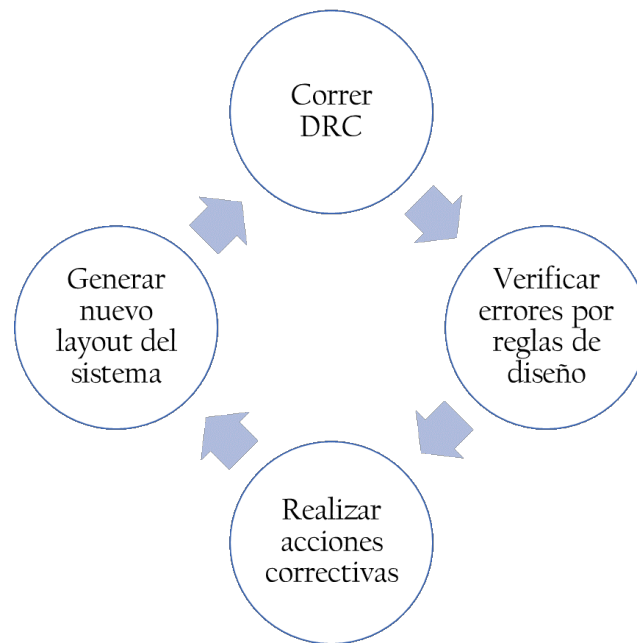 Correr
DRC
Verificar
errores por
reglas de
diseño
Realizar
acciones
correctivas
Generar
nuevo
layout del
sistema